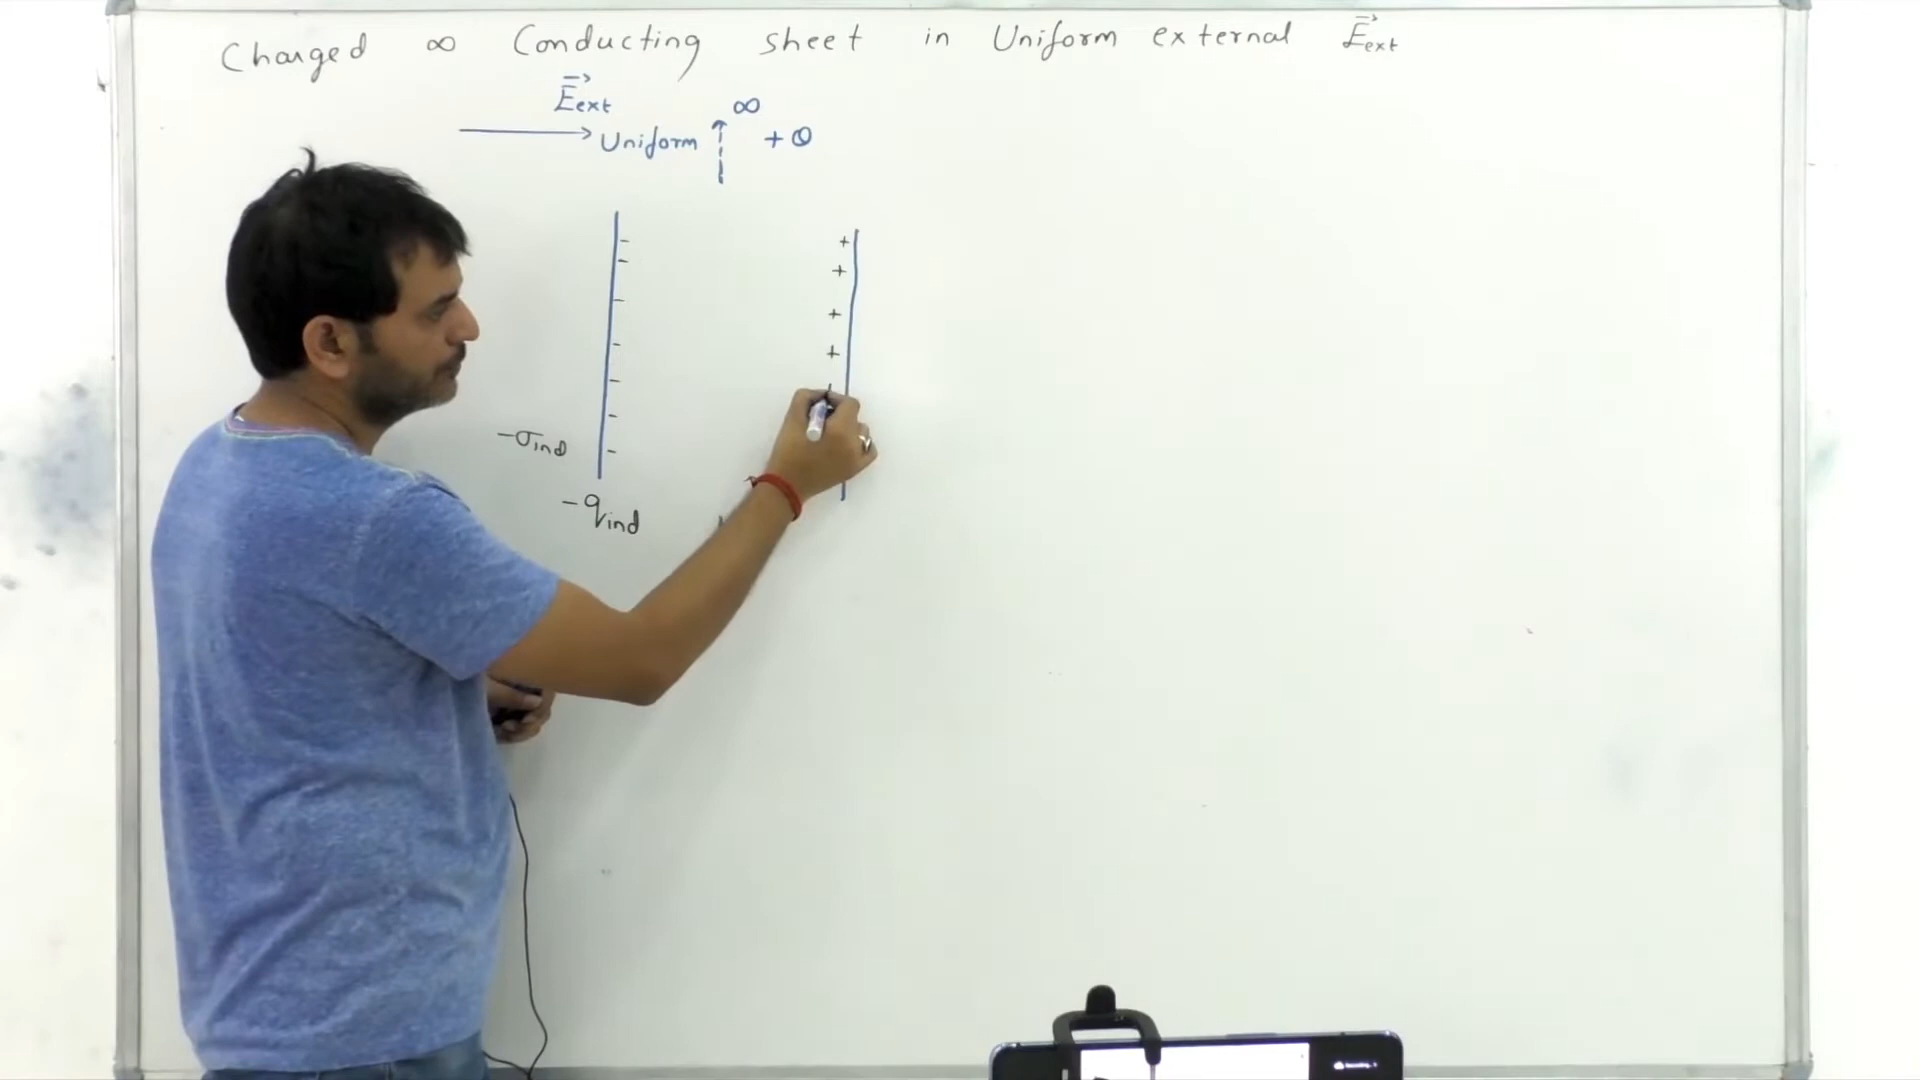 Charged ∞ Conducting sheet in Uniform external E⃗ext
E⃗ext
Uniform
∞
+Q
-σind
-qind